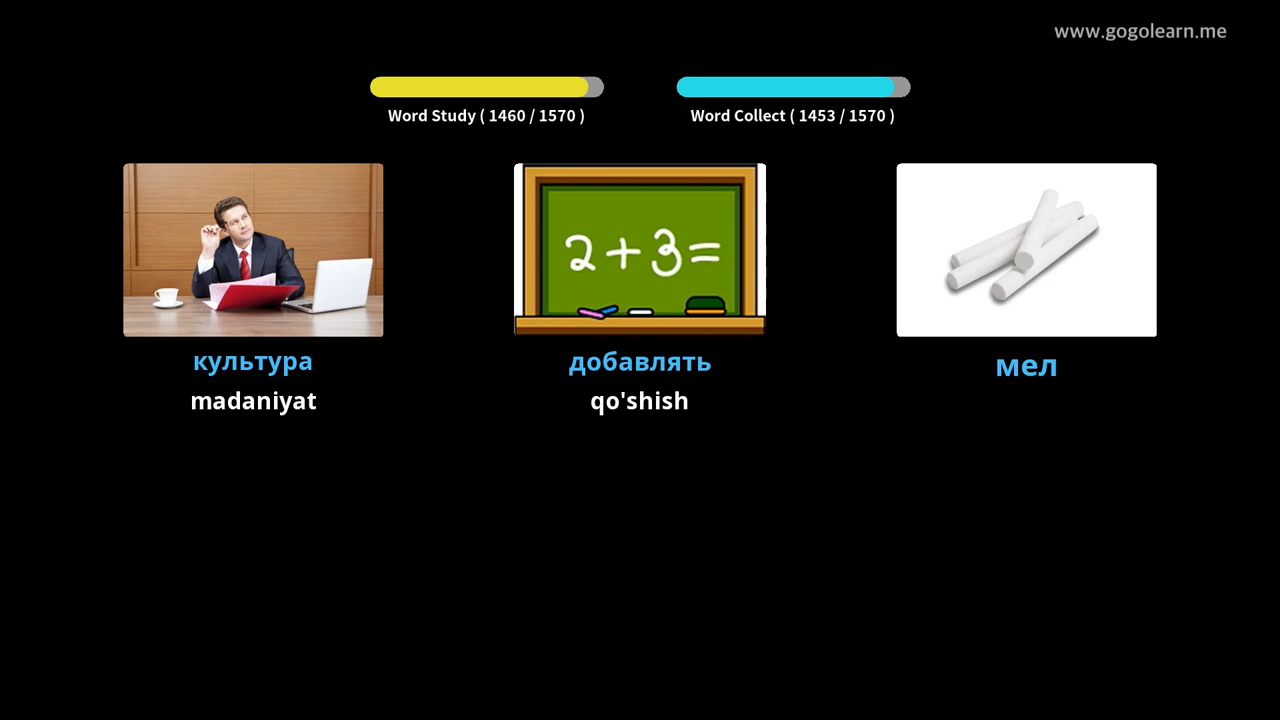 www.gogolearn.me
Word Study ( 1460 / 1570 )
Word Collect ( 1453 / 1570 )
2+3=
культура
добавлять
мел
madaniyat
qo'shish